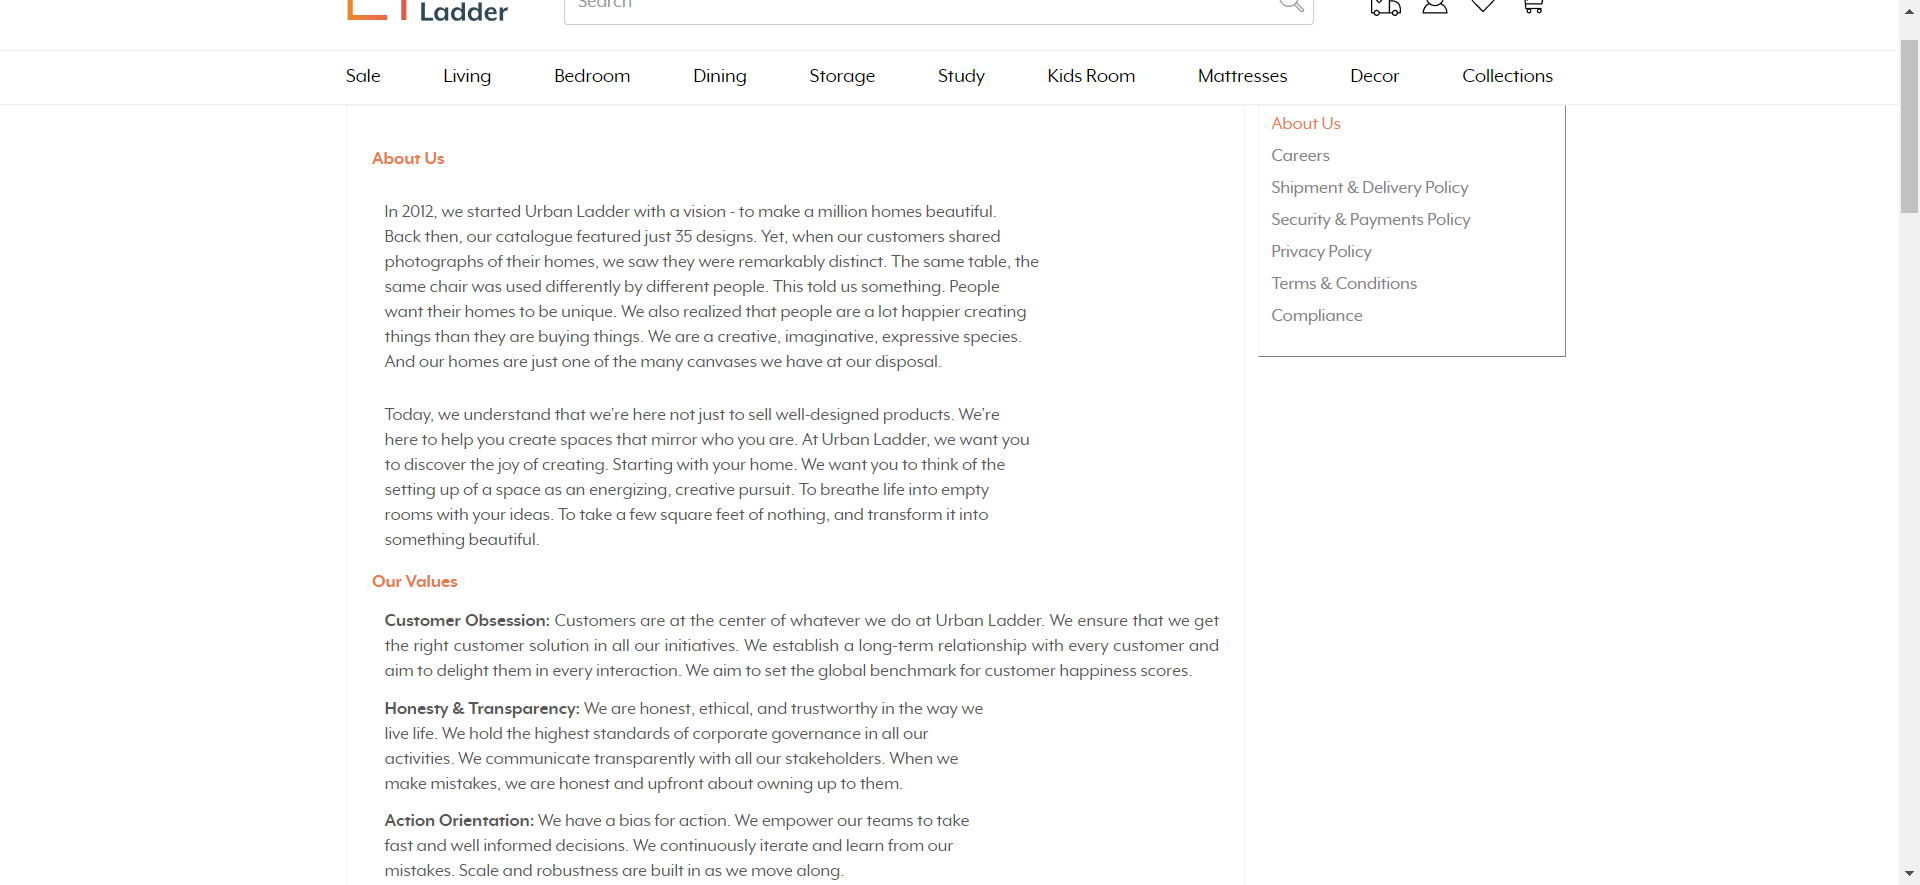 Ladder
Search
Sale Living Bedroom Dining Storage Study Kids Room Mattresses Decor Collections
About Us
In 2012, we started Urban Ladder with a vision - to make a million homes beautiful.
Back then, our catalogue featured just 35 designs. Yet, when our customers shared
photographs of their homes, we saw they were remarkably distinct. The same table, the
same chair was used differently by different people. This told us something. People
want their homes to be unique. We also realized that people are a lot happier creating
things than they are buying things. We are a creative, imaginative, expressive species.
And our homes are just one of the many canvases we have at our disposal.
Today, we understand that we’re here not just to sell well-designed products. We’re
here to help you create spaces that mirror who you are. At Urban Ladder, we want you
to discover the joy of creating. Starting with your home. We want you to think of the
setting up of a space as an energizing, creative pursuit. To breathe life into empty
rooms with your ideas. To take a few square feet of nothing, and transform it into
something beautiful.
Our Values
Customer Obsession: Customers are at the center of whatever we do at Urban Ladder. We ensure that we get
the right customer solution in all our initiatives. We establish a long-term relationship with every customer and
aim to delight them in every interaction. We aim to set the global benchmark for customer happiness scores.
Honesty & Transparency: We are honest, ethical, and trustworthy in the way we
live life. We hold the highest standards of corporate governance in all our
activities. We communicate transparently with all our stakeholders. When we
make mistakes, we are honest and upfront about owning up to them.
Action Orientation: We have a bias for action. We empower our teams to take
fast and well informed decisions. We continuously iterate and learn from our
mistakes. Scale and robustness are built in as we move along.
About Us
Careers
Shipment & Delivery Policy
Security & Payments Policy
Privacy Policy
Terms & Conditions
Compliance